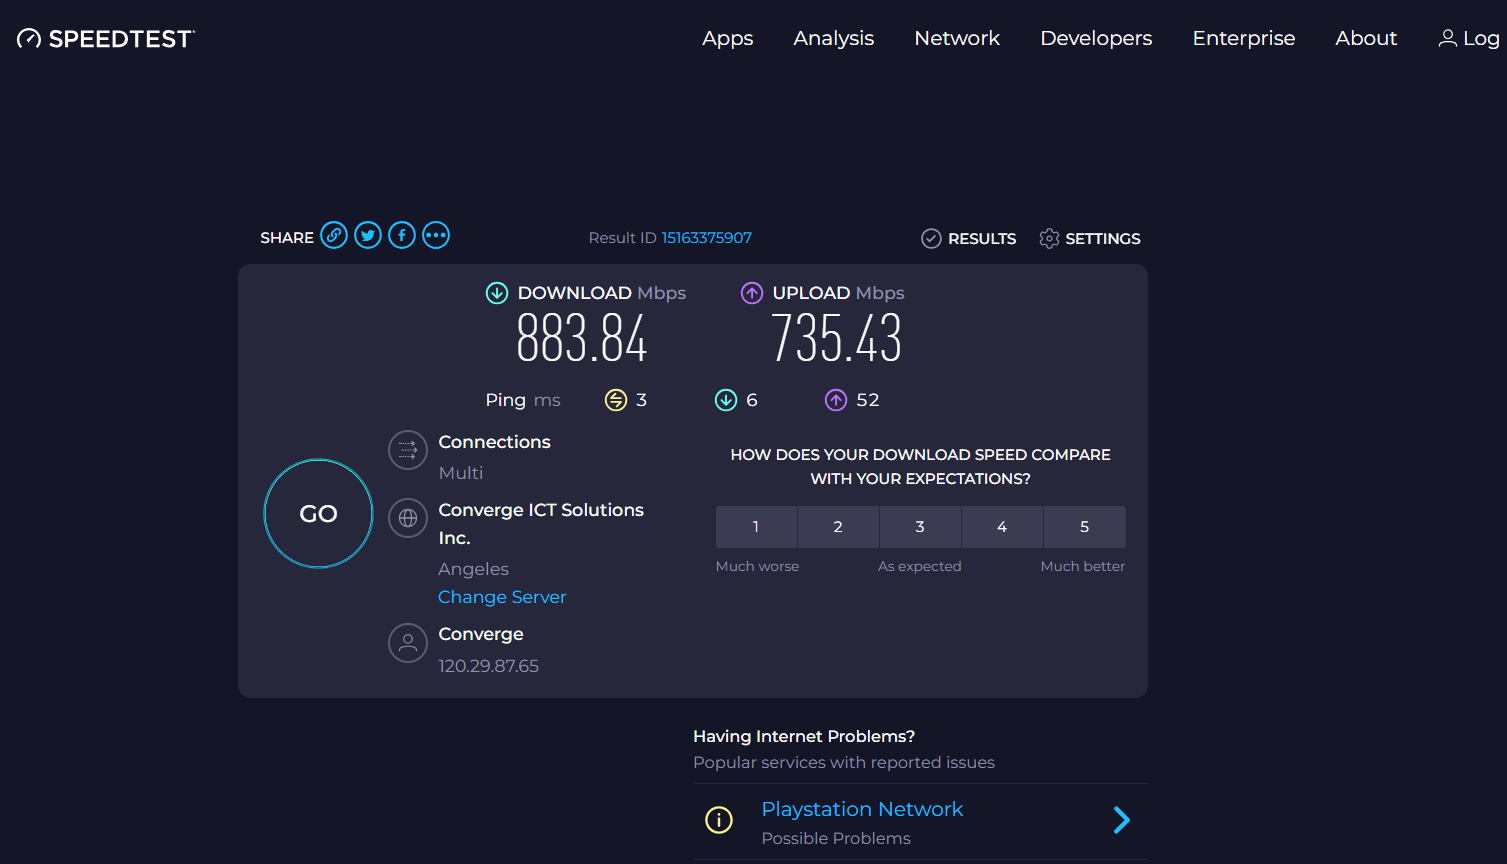 SPEEDTEST
Apps Analysis Network Developers Enterprise About Log
SHARE Result ID 15163375907 RESULTS SETTINGS
DOWNLOAD Mbps UPLOAD Mbps
883.84 735.43
Ping ms 3 6 52
Connections
Multi
HOW DOES YOUR DOWNLOAD SPEED COMPARE
WITH YOUR EXPECTATIONS?
1 2 3 4 5
Much worse As expected Much better
GO
Converge ICT Solutions
Inc.
Angeles
Change Server
Converge
120.29.87.65
Having Internet Problems?
Popular services with reported issues
Playstation Network
Possible Problems